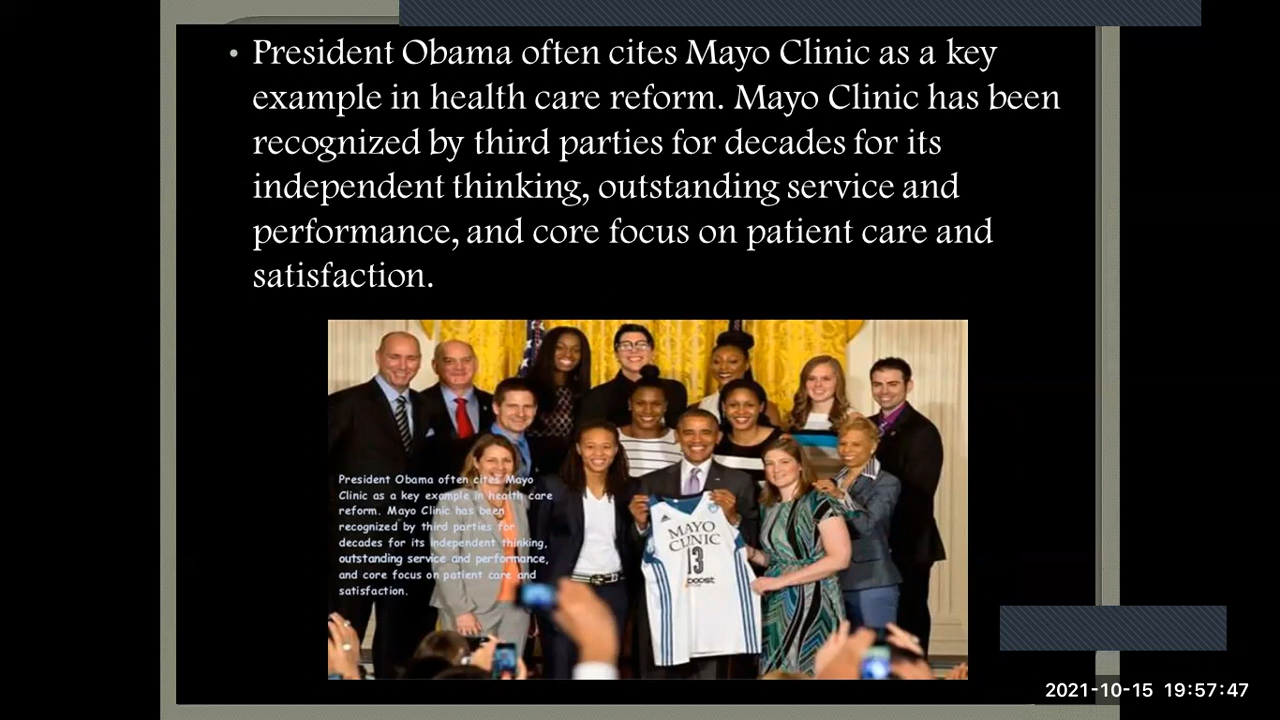 • President Obama often cites Mayo Clinic as a key
example in health care reform. Mayo Clinic has been
recognized by third parties for decades for its
independent thinking, outstanding service and
performance, and core focus on patient care and
satisfaction.
President Obama often cites Mayo
Clinic as a key example in health care
reform. Mayo Clinic has been
recognized by third parties for
decades for its independent thinking,
outstanding service and performance,
and core focus on patient care and
satisfaction.
MAYO
CLINIC
13
boost
2021-10-15 19:57:47